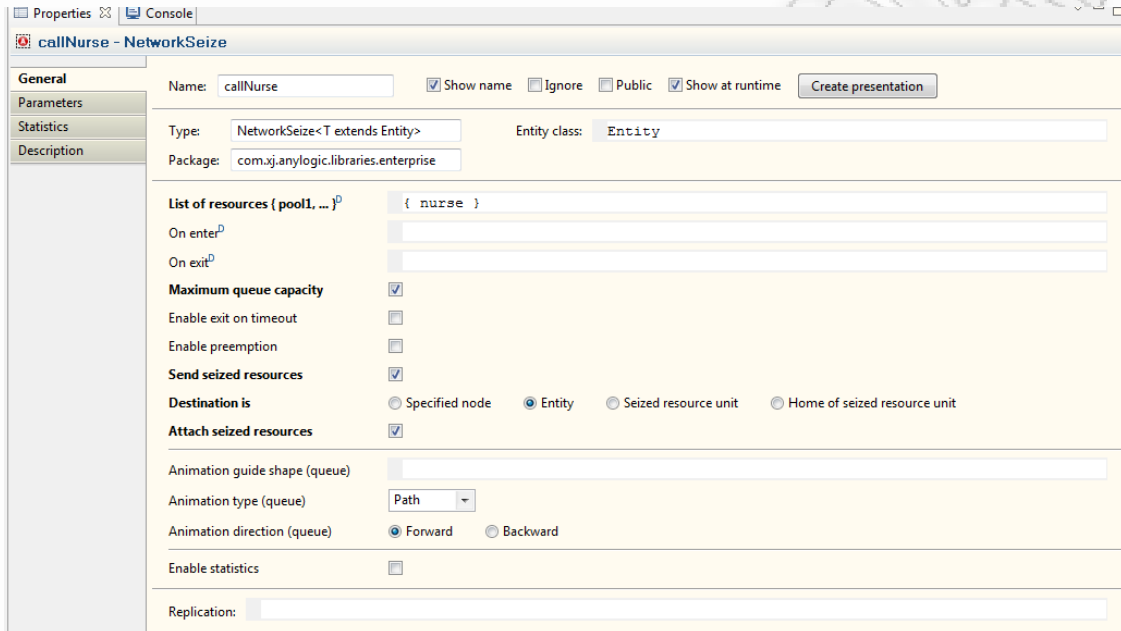 Properties Console
callNurse - NetworkSeize
General
Parameters
Statistics
Description
Name: callNurse Show name Ignore Public Show at runtime Create presentation
Type: NetworkSeize<T extends Entity> Entity class: Entity
Package: com.xj.anylogic.libraries.enterprise
List of resources { pool1, ... }D { nurse }
On enterD
On exitD
Maximum queue capacity
Enable exit on timeout
Enable preemption
Send seized resources
Destination is Specified node Entity Seized resource unit Home of seized resource unit
Attach seized resources
Animation guide shape (queue)
Animation type (queue) Path
Animation direction (queue) Forward Backward
Enable statistics
Replication: